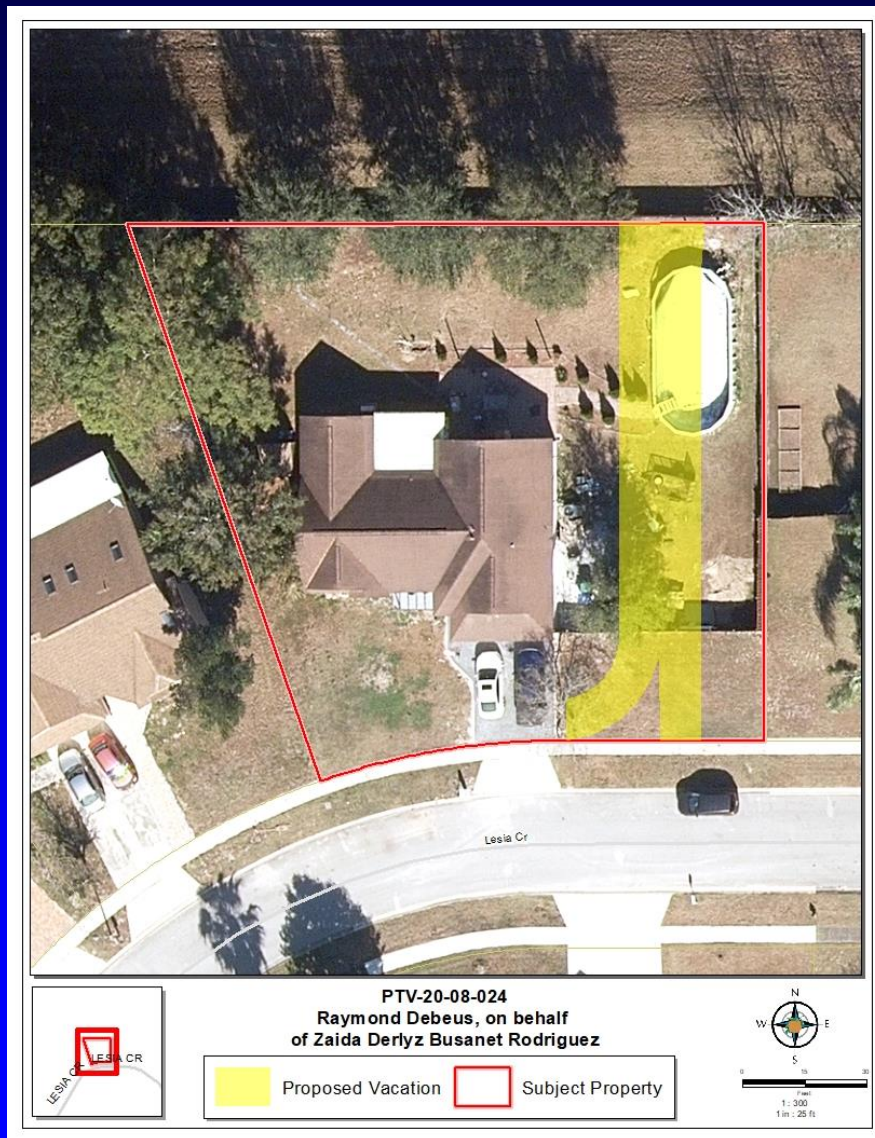 Lesia Cr
LESIA CR
LESIA CR
PTV-20-08-024
Raymond Debeus, on behalf
of Zaida Derlyz Busanet Rodriguez
Proposed Vacation
Subject Property
N
W
E
S
0 15 30
Feet
1 : 300
1 in : 25 ft